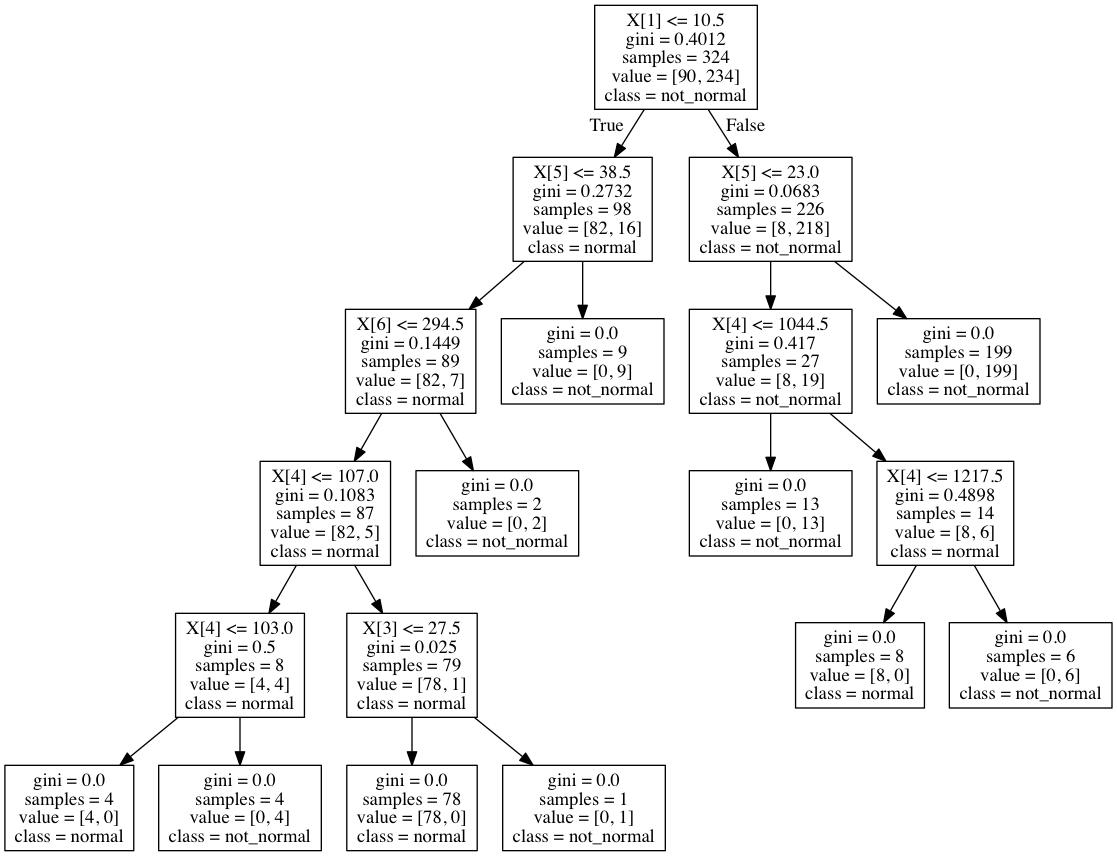 X[1] <= 10.5
gini = 0.4012
samples = 324
value = [90, 234]
class = not_normal
True
False
X[5] <= 38.5
gini = 0.2732
samples = 98
value = [82, 16]
class = normal
X[5] <= 23.0
gini = 0.0683
samples = 226
value = [8, 218]
class = not_normal
X[6] <= 294.5
gini = 0.1449
samples = 89
value = [82, 7]
class = normal
gini = 0.0
samples = 9
value = [0, 9]
class = not_normal
X[4] <= 1044.5
gini = 0.417
samples = 27
value = [8, 19]
class = not_normal
gini = 0.0
samples = 199
value = [0, 199]
class = not_normal
X[4] <= 107.0
gini = 0.1083
samples = 87
value = [82, 5]
class = normal
gini = 0.0
samples = 2
value = [0, 2]
class = not_normal
gini = 0.0
samples = 13
value = [0, 13]
class = not_normal
X[4] <= 1217.5
gini = 0.4898
samples = 14
value = [8, 6]
class = normal
X[4] <= 103.0
gini = 0.5
samples = 8
value = [4, 4]
class = normal
X[3] <= 27.5
gini = 0.025
samples = 79
value = [78, 1]
class = normal
gini = 0.0
samples = 8
value = [8, 0]
class = normal
gini = 0.0
samples = 6
value = [0, 6]
class = not_normal
gini = 0.0
samples = 4
value = [4, 0]
class = normal
gini = 0.0
samples = 4
value = [0, 4]
class = not_normal
gini = 0.0
samples = 78
value = [78, 0]
class = normal
gini = 0.0
samples = 1
value = [0, 1]
class = not_normal